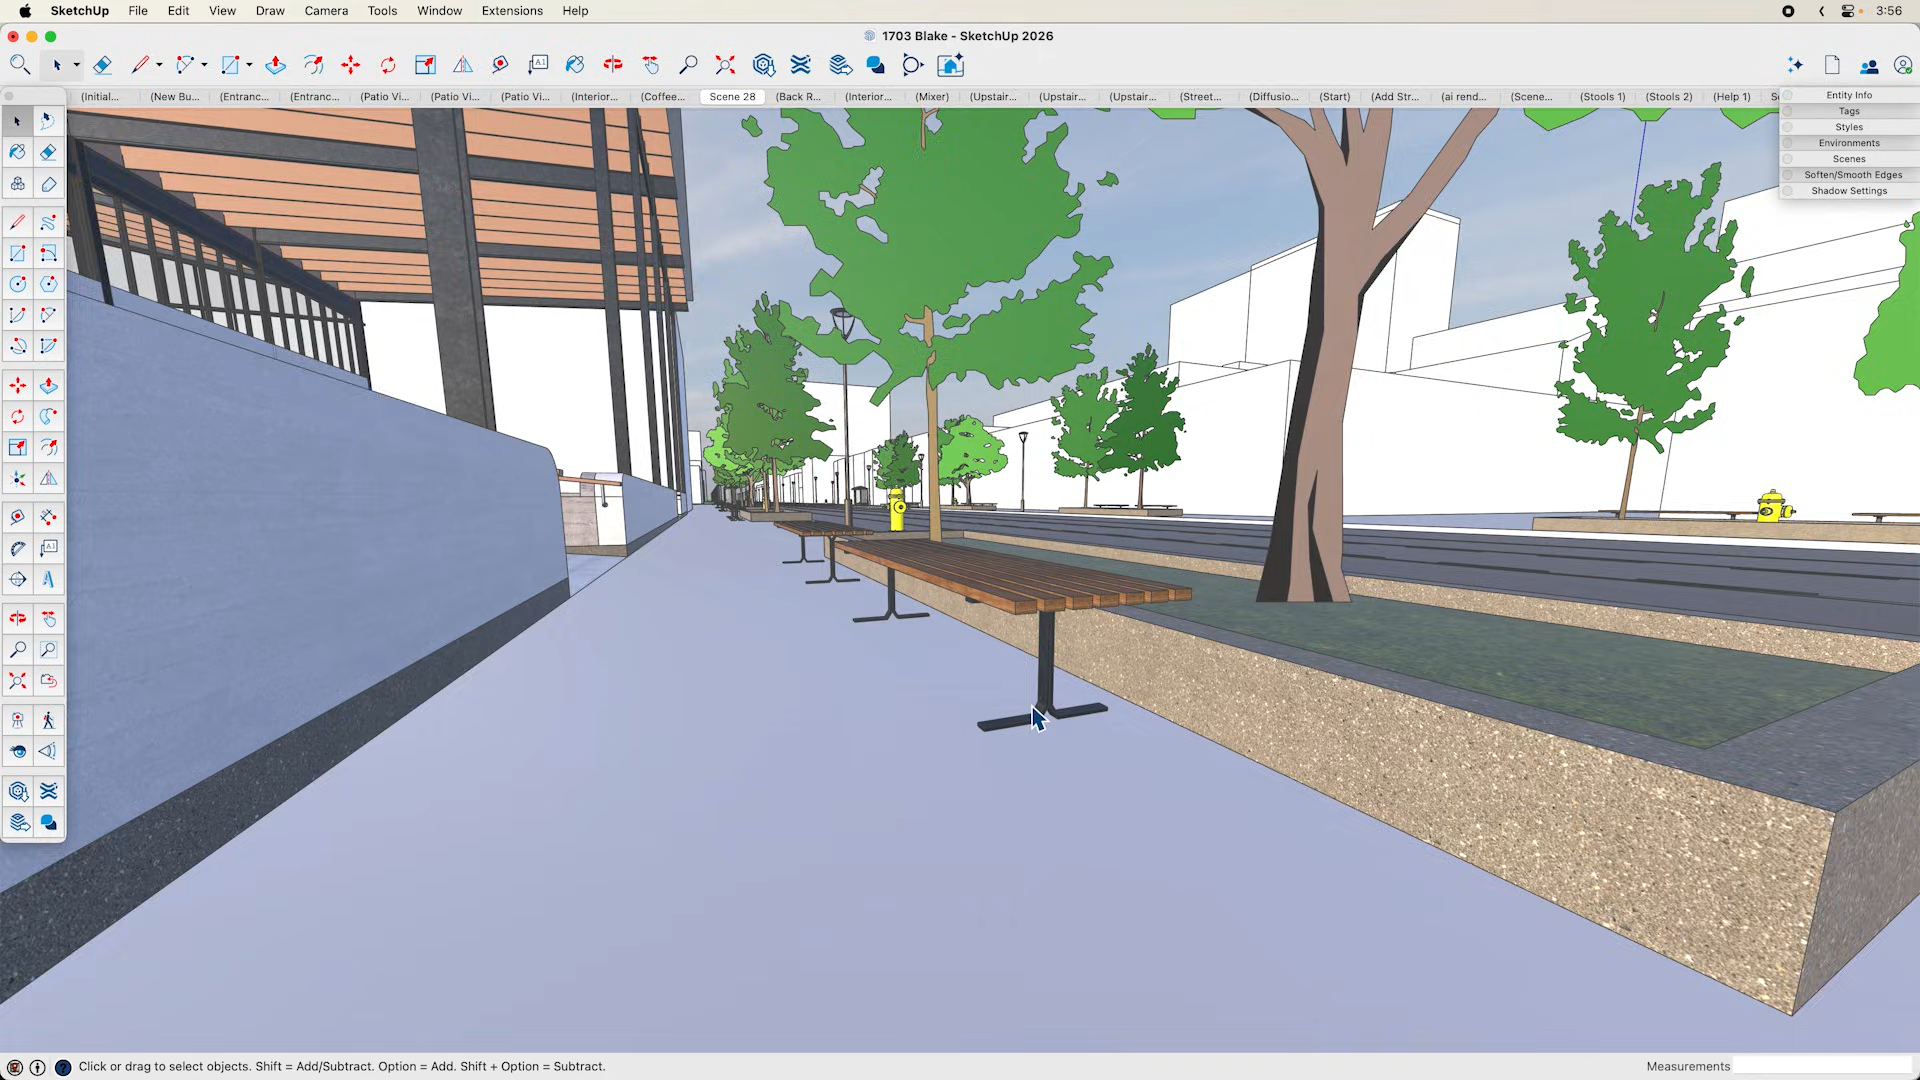 SketchUp File Edit View Draw Camera Tools Window Extensions Help 3:56
1703 Blake - SketchUp 2026
(Initial... (New Bu... (Entranc... (Entranc... (Patio Vi... (Patio Vi... (Patio Vi... (Interior... (Coffee... Scene 28 (Back R... (Interior... (Mixer) (Upstair... (Upstair... (Upstair... (Street... (Diffusio... (Start) (Add Str... (ai rend... (Scene... (Stools 1) (Stools 2) (Help 1)
Entity Info
Tags
Styles
Environments
Scenes
Soften/Smooth Edges
Shadow Settings
Click or drag to select objects. Shift = Add/Subtract. Option = Add. Shift + Option = Subtract. Measurements